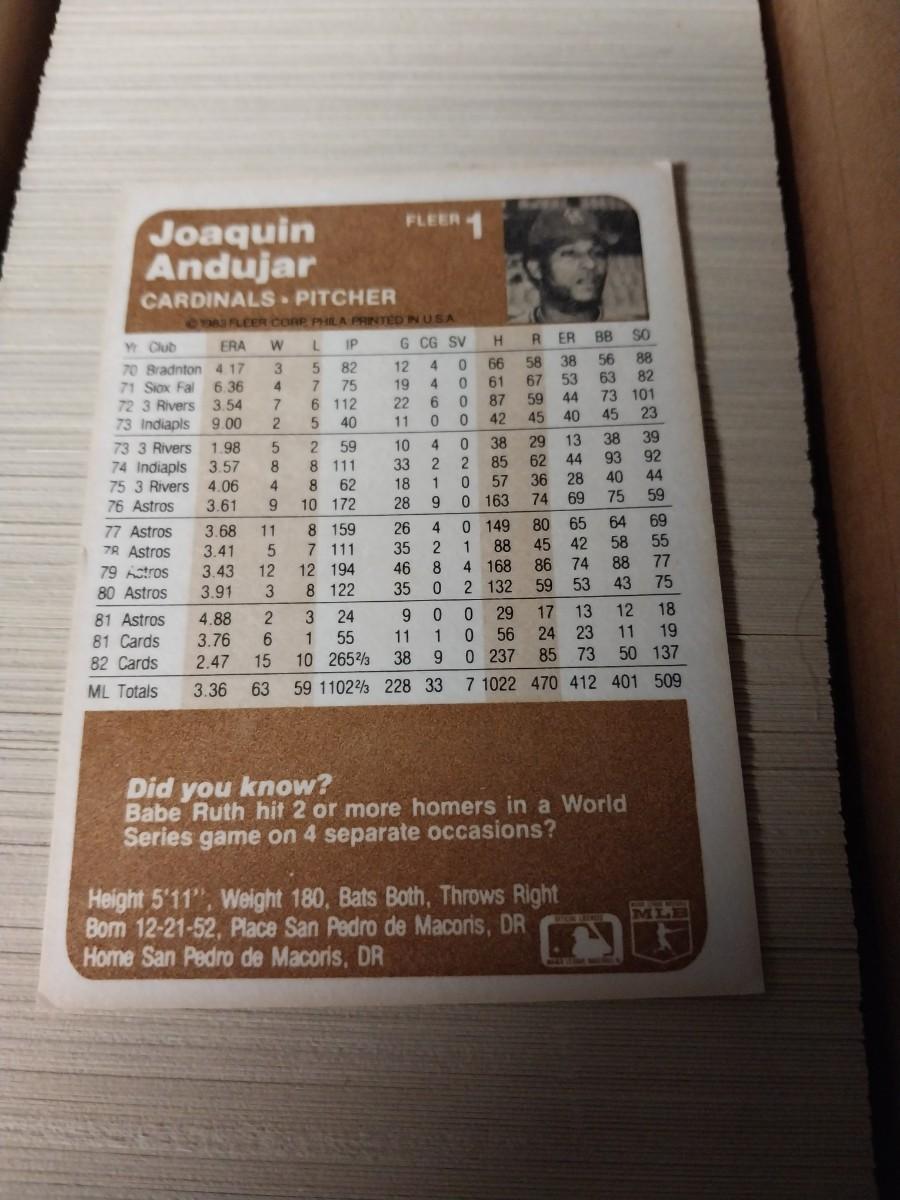 Joaquin
Andujar
FLEER 1
CARDINALS • PITCHER
© 1983 FLEER CORP. PHILA PRINTED IN U.S.A.
Yr Club ERA W L IP G CG SV H R ER BB SO
70 Bradnton 4.17 3 5 82 12 4 0 66 58 38 56 88
71 Siox Fal 6.36 4 7 75 19 4 0 61 67 53 63 82
72 3 Rivers 3.54 7 6 112 22 6 0 87 59 44 73 101
73 Indiapls 9.00 2 5 40 11 0 0 42 45 40 45 23
73 3 Rivers 1.98 5 2 59 10 4 0 38 29 13 38 39
74 Indiapls 3.57 8 8 111 33 2 2 85 62 44 93 92
75 3 Rivers 4.06 4 8 62 18 1 0 57 36 28 40 44
76 Astros 3.61 9 10 172 28 9 0 163 74 69 75 59
77 Astros 3.68 11 8 159 26 4 0 149 80 65 64 69
78 Astros 3.41 5 7 111 35 2 1 88 45 42 58 55
79 Astros 3.43 12 12 194 46 8 4 168 86 74 88 77
80 Astros 3.91 3 8 122 35 0 2 132 59 53 43 75
81 Astros 4.88 2 3 24 9 0 0 29 17 13 12 18
81 Cards 3.76 6 1 55 11 1 0 56 24 23 11 19
82 Cards 2.47 15 10 265⅔ 38 9 0 237 85 73 50 137
ML Totals 3.36 63 59 1102⅔ 228 33 7 1022 470 412 401 509
Did you know?
Babe Ruth hit 2 or more homers in a World
Series game on 4 separate occasions?
Height 5'11'', Weight 180, Bats Both, Throws Right
Born 12-21-52, Place San Pedro de Macoris, DR
Home San Pedro de Macoris, DR
MLB